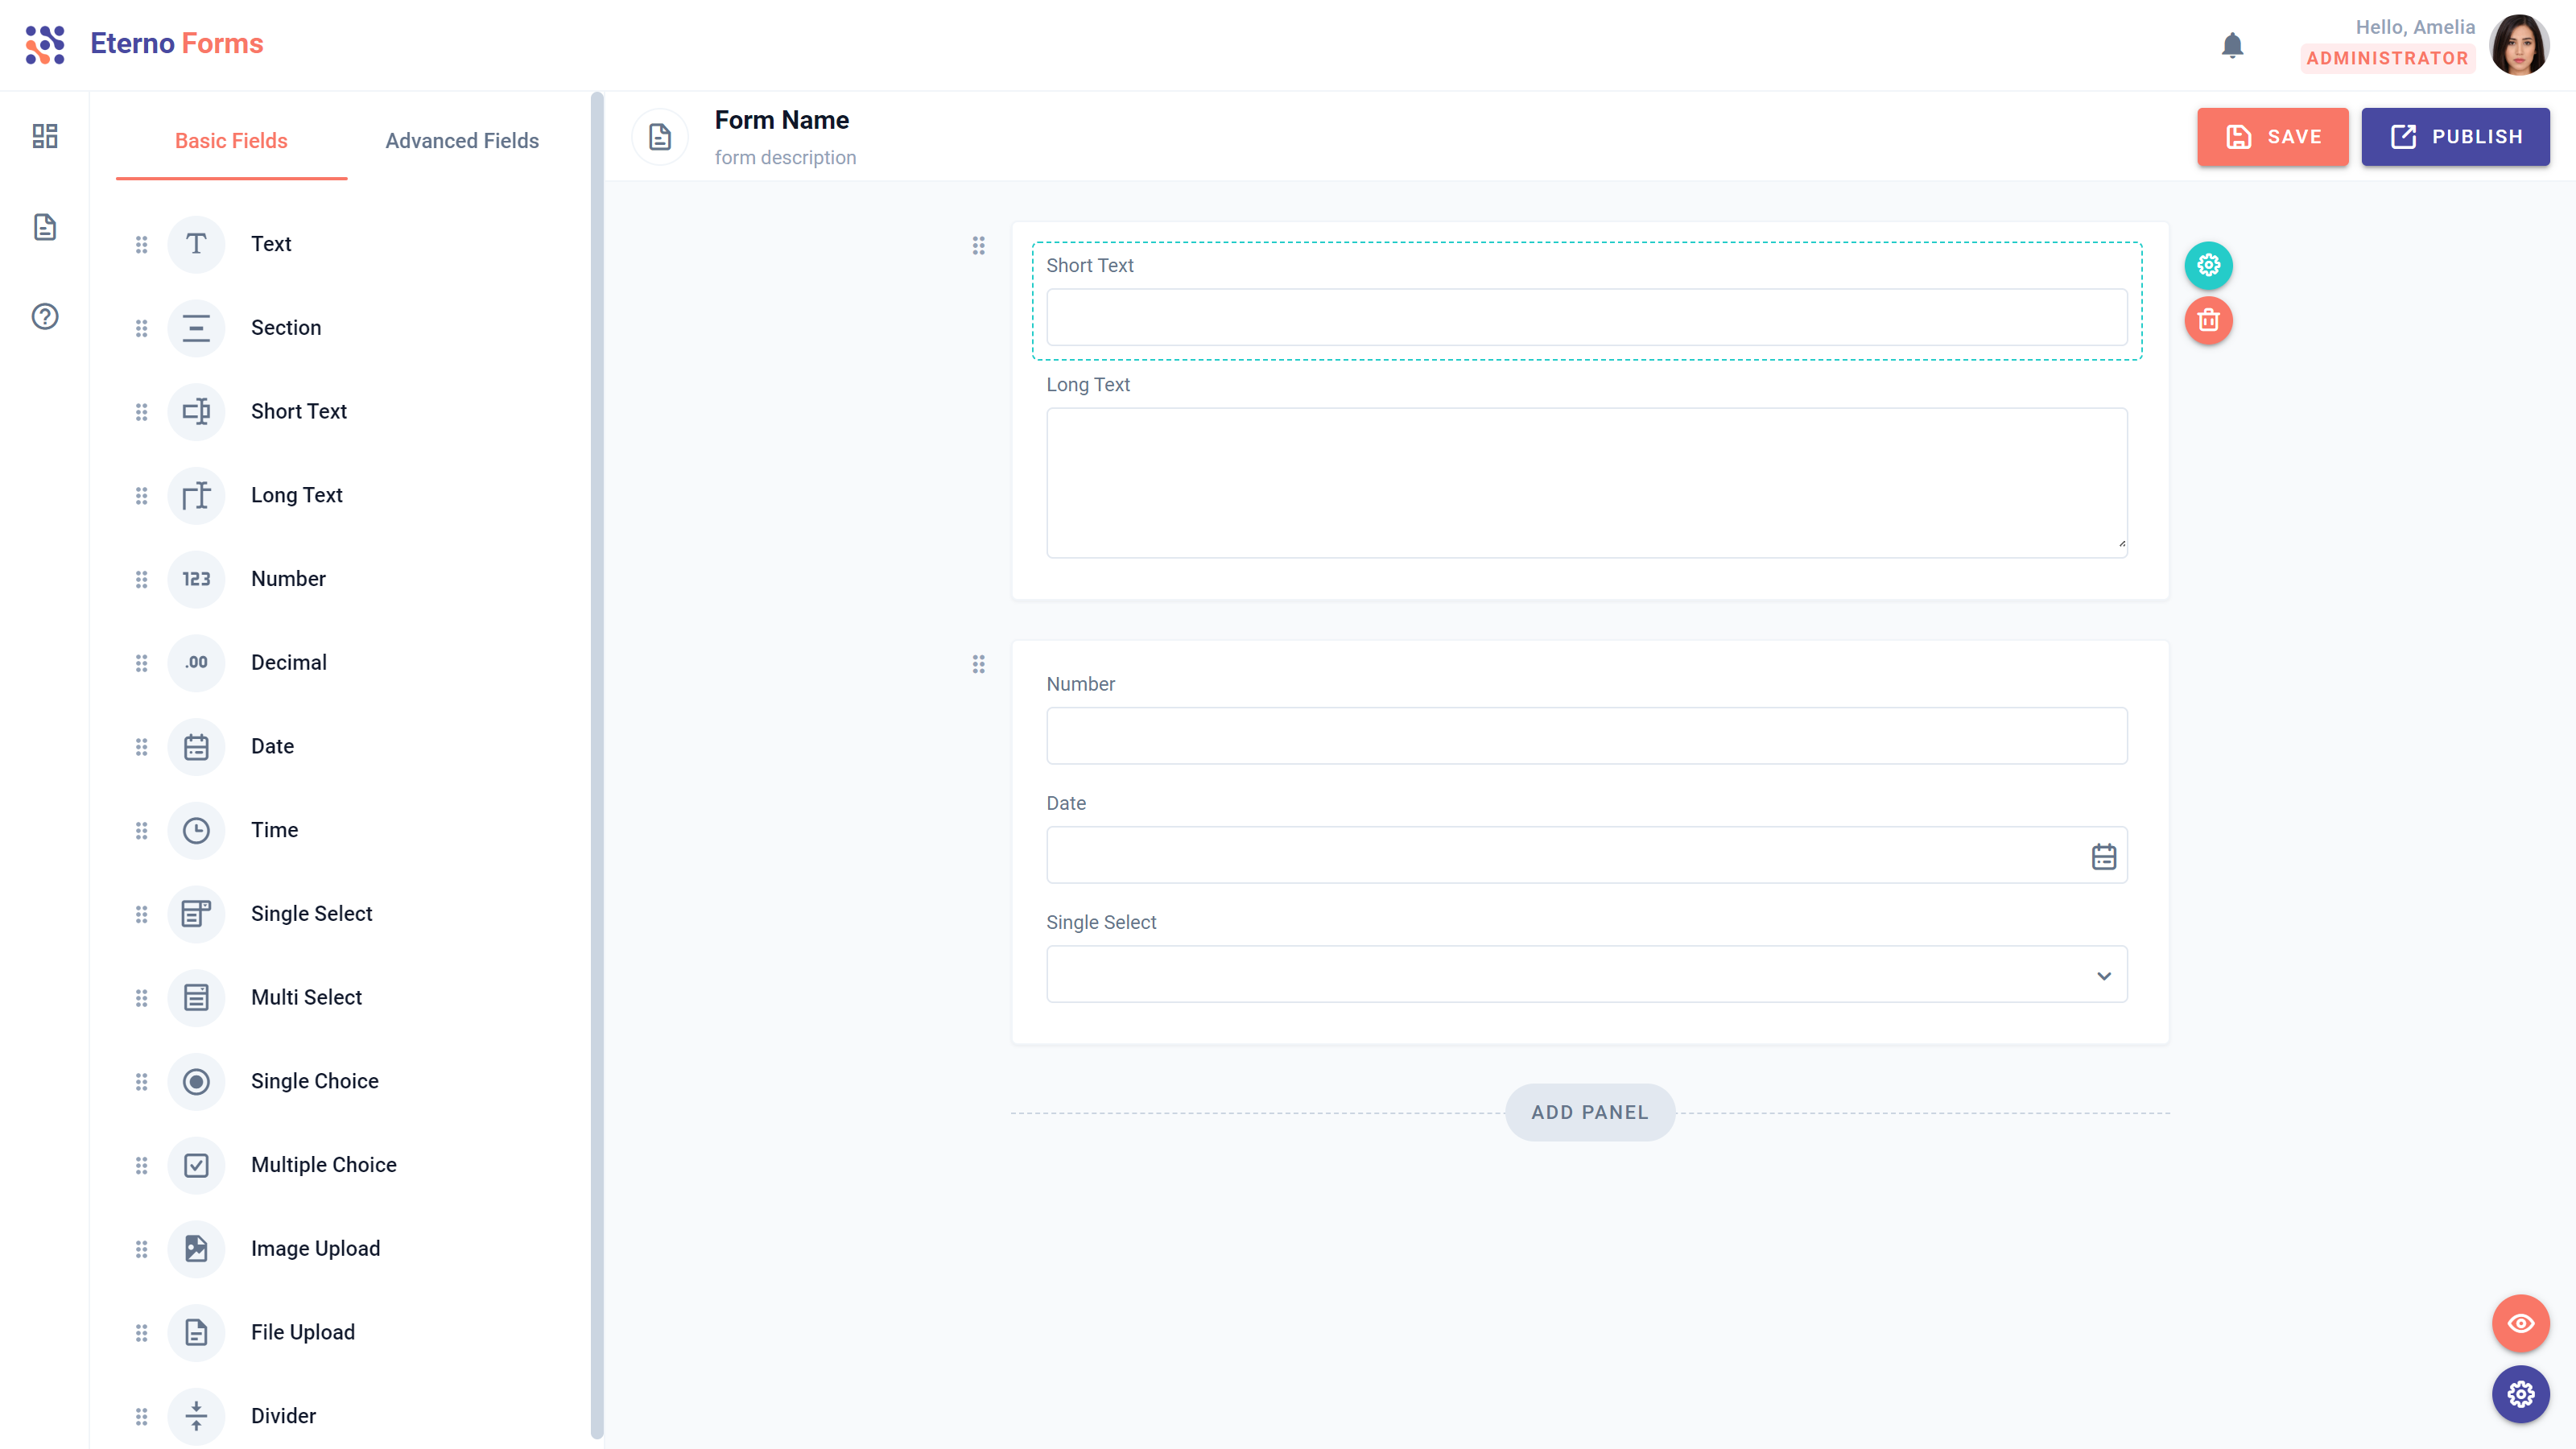 Eterno Forms
Hello, Amelia
ADMINISTRATOR
Basic Fields
Advanced Fields
Form Name
form description
SAVE
PUBLISH
Text
Section
Short Text
Long Text
123
Number
.00
Decimal
Date
Time
Single Select
Multi Select
Single Choice
Multiple Choice
Image Upload
File Upload
Divider
Short Text
Long Text
Number
Date
Single Select
ADD PANEL